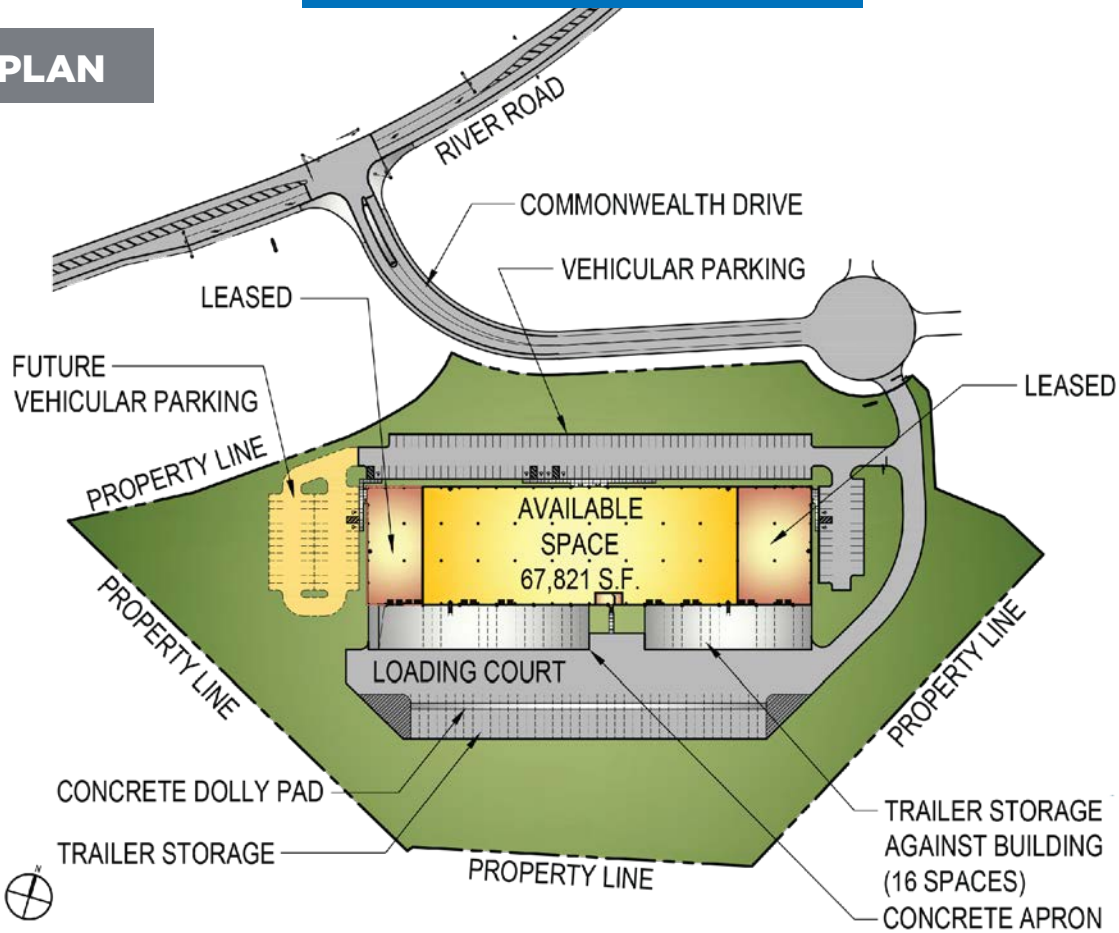 PLAN
RIVER ROAD
COMMONWEALTH DRIVE
VEHICULAR PARKING
LEASED
FUTURE
VEHICULAR PARKING
LEASED
PROPERTY LINE
AVAILABLE
SPACE
67,821 S.F.
PROPERTY LINE
PROPERTY LINE
LOADING COURT
CONCRETE DOLLY PAD
TRAILER STORAGE
TRAILER STORAGE
AGAINST BUILDING
(16 SPACES)
CONCRETE APRON
PROPERTY LINE
N